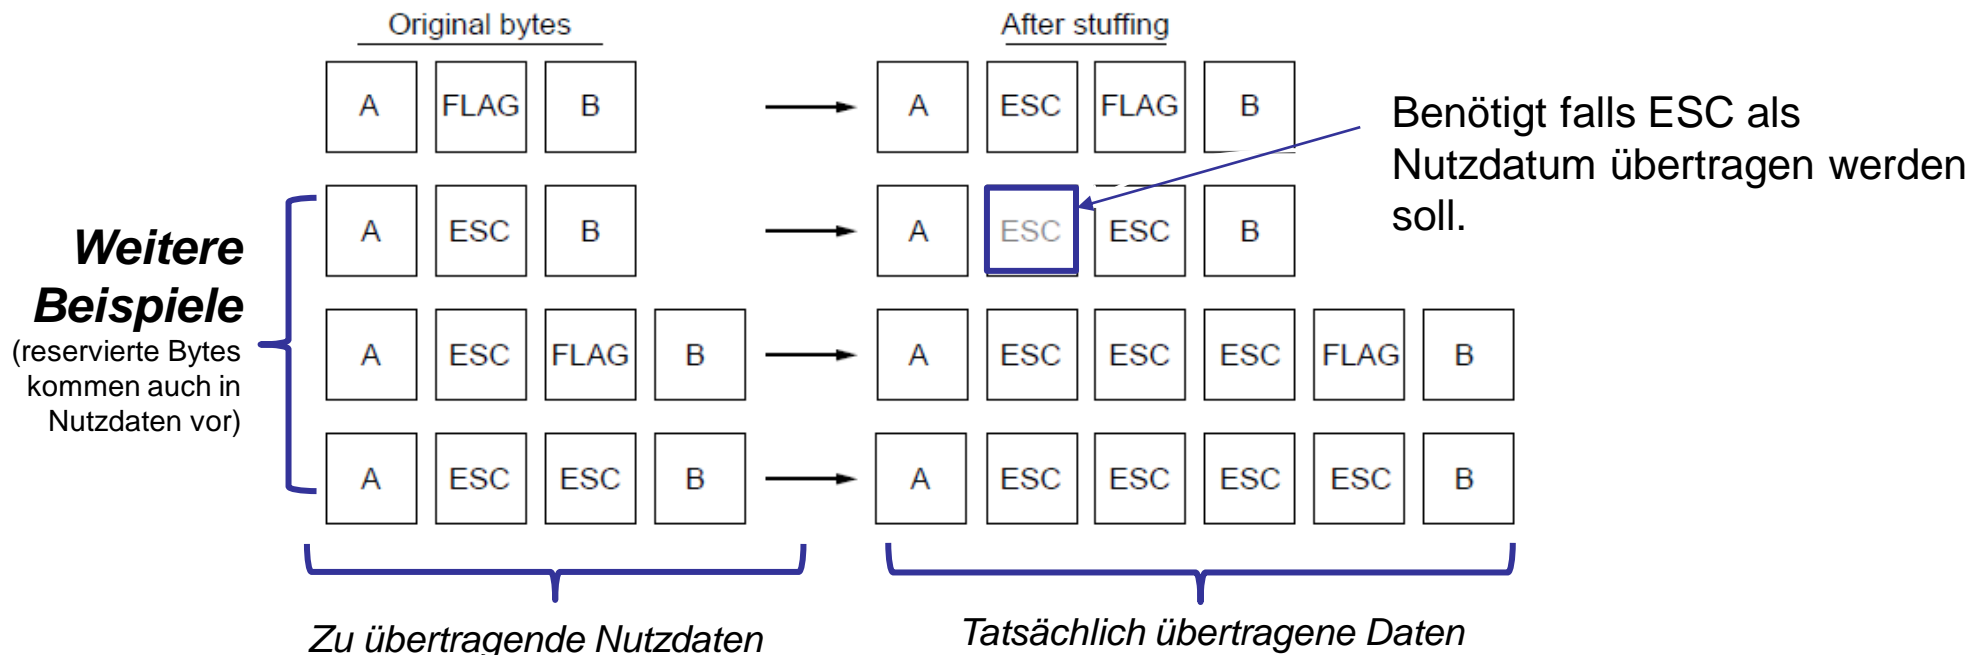 Original bytes
After stuffing
A FLAG B A ESC FLAG B
Benötigt falls ESC als
Nutzdatum übertragen werden
soll.
A ESC B A ESC ESC B
Weitere
Beispiele
(reservierte Bytes
kommen auch in
Nutzdaten vor)
A ESC FLAG B A ESC ESC ESC FLAG B
A ESC ESC B A ESC ESC ESC ESC B
Zu übertragende Nutzdaten
Tatsächlich übertragene Daten